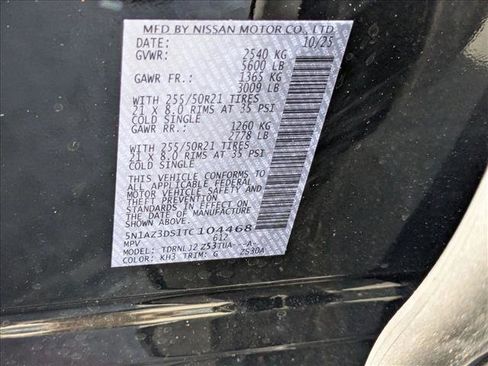 MFD BY NISSAN MOTOR CO., LTD
DATE: 10/25
GVWR: 2540 KG
5600 LB
GAWR FR.: 1365 KG
3009 LB
WITH 255/50R21 TIRES
21 X 8.0 RIMS AT 35 PSI
COLD SINGLE
GAWR RR.: 1260 KG
2778 LB
WITH 255/50R21 TIRES
21 X 8.0 RIMS AT 35 PSI
COLD SINGLE
THIS VEHICLE CONFORMS TO
ALL APPLICABLE FEDERAL
MOTOR VEHICLE SAFETY AND
THEFT PREVENTION
STANDARDS IN EFFECT ON
THE DATE OF MANUFACTURE
SHOWN ABOVE.
5N1AZ3DS1TC104468
MPV 612
MODEL: TDRNLJ2 Z53TUA--A
COLOR: KH3 TRIM: G ZS30A